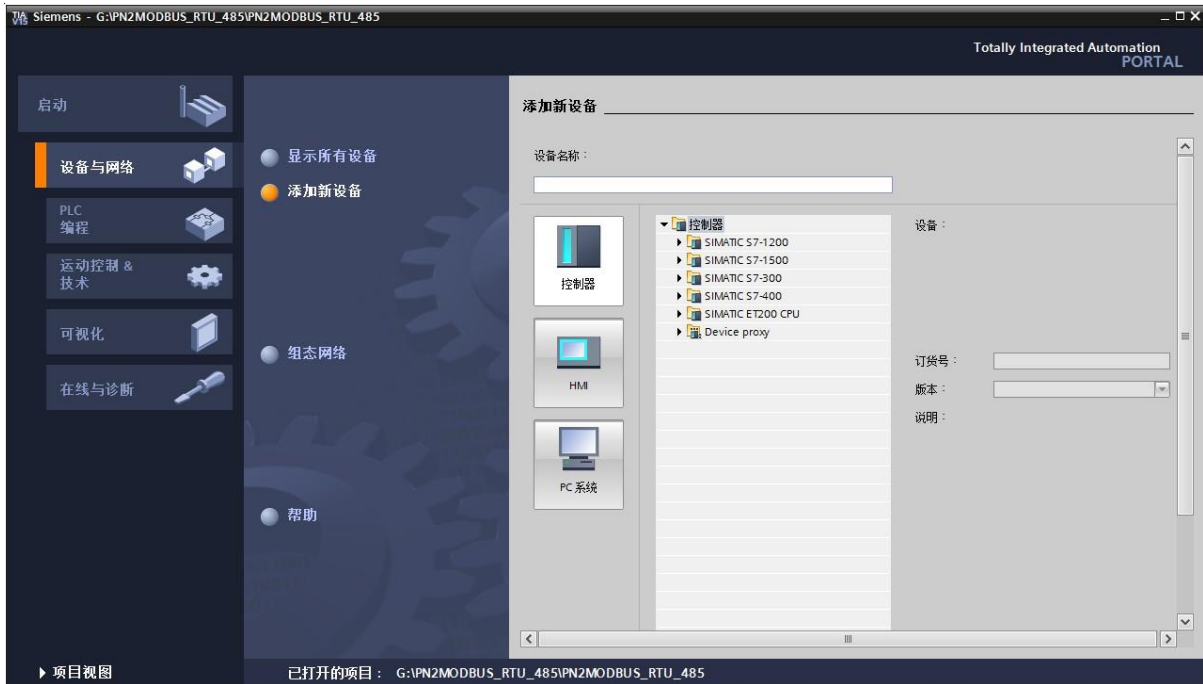 TIA V15 Siemens - G:\PN2MODBUS_RTU_485\PN2MODBUS_RTU_485
Totally Integrated Automation
PORTAL
启动
设备与网络
PLC
编程
运动控制 &
技术
可视化
在线与诊断
显示所有设备
添加新设备
组态网络
帮助
添加新设备
设备名称：
控制器
HMI
PC 系统
控制器
SIMATIC S7-1200
SIMATIC S7-1500
SIMATIC S7-300
SIMATIC S7-400
SIMATIC ET200 CPU
Device proxy
设备：
订货号：
版本：
说明：
项目视图
已打开的项目： G:\PN2MODBUS_RTU_485\PN2MODBUS_RTU_485